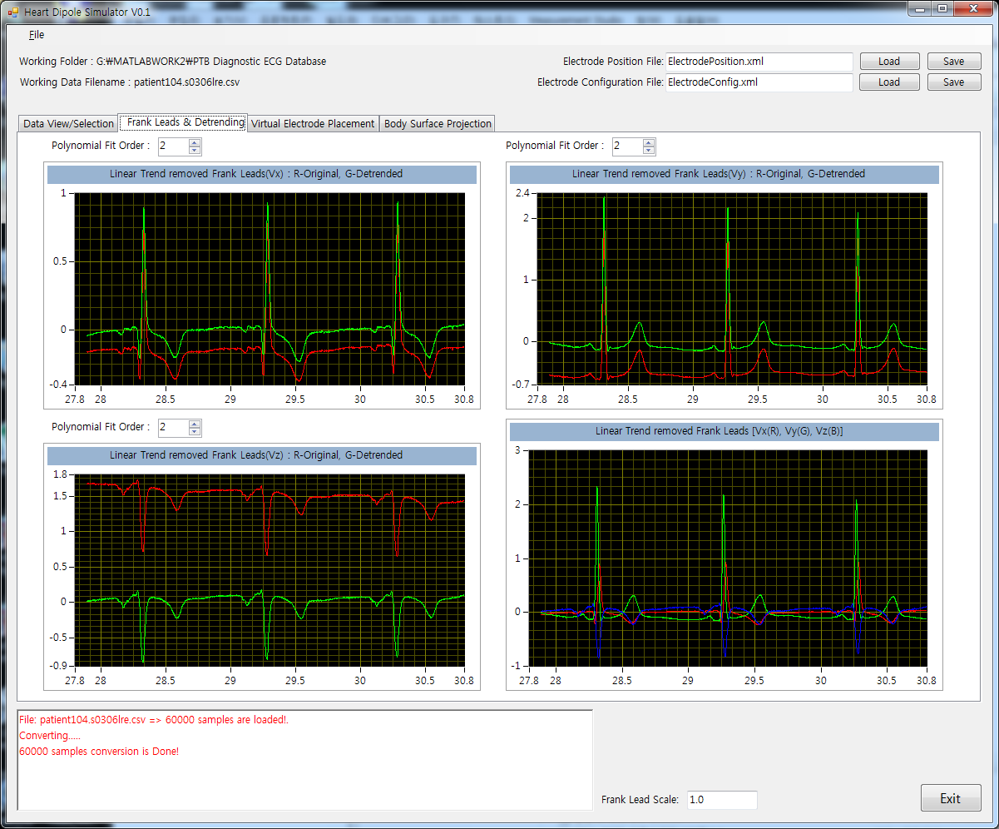 Heart Dipole Simulator V0.1
File
Working Folder : G:₩MATLABWORK2₩PTB Diagnostic ECG Database
Electrode Position File: ElectrodePosition.xml Load Save
Working Data Filename : patient104.s0306lre.csv
Electrode Configuration File: ElectrodeConfig.xml Load Save
Data View/Selection Frank Leads & Detrending Virtual Electrode Placement Body Surface Projection
Polynomial Fit Order : 2
Linear Trend removed Frank Leads(Vx) : R-Original, G-Detrended
1
0.5
0
-0.4
27.8 28 28.5 29 29.5 30 30.5 30.8
Polynomial Fit Order : 2
Linear Trend removed Frank Leads(Vy) : R-Original, G-Detrended
2.4
2
1
0
-0.7
27.8 28 28.5 29 29.5 30 30.5 30.8
Polynomial Fit Order : 2
Linear Trend removed Frank Leads(Vz) : R-Original, G-Detrended
1.8
1.5
1
0.5
0
-0.5
-0.9
27.8 28 28.5 29 29.5 30 30.5 30.8
Linear Trend removed Frank Leads [Vx(R), Vy(G), Vz(B)]
3
2
1
0
-1
27.8 28 28.5 29 29.5 30 30.5 30.8
File: patient104.s0306lre.csv => 60000 samples are loaded!.
Converting.....
60000 samples conversion is Done!
Frank Lead Scale: 1.0
Exit